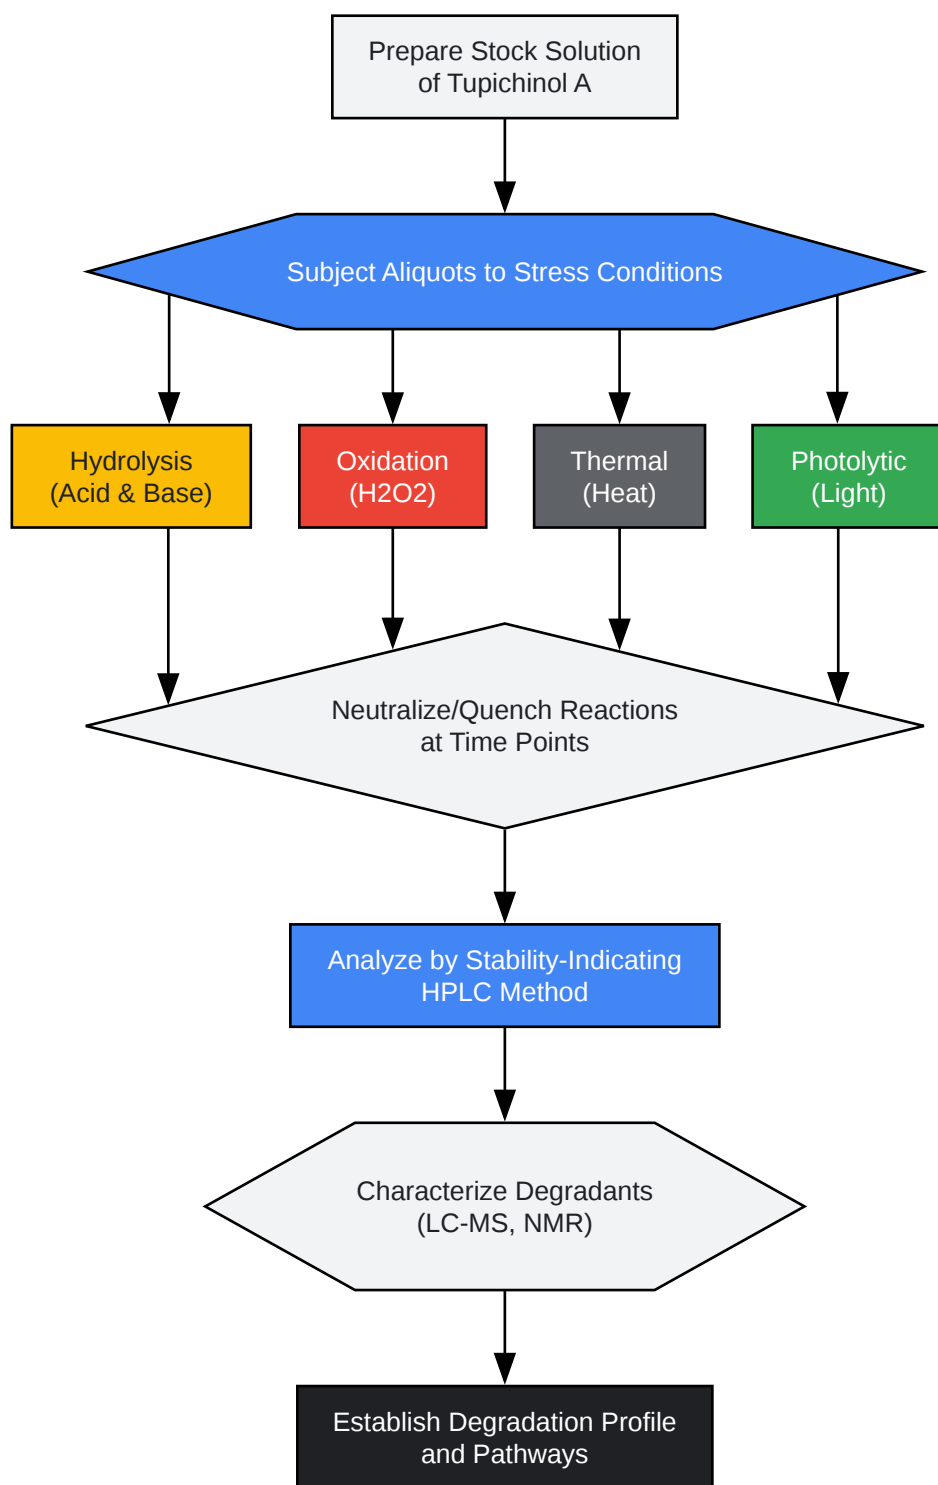 Prepare Stock Solution
of Tupichinol A
Subject Aliquots to Stress Conditions
Hydrolysis
(Acid & Base)
Oxidation
(H2O2)
Thermal
(Heat)
Photolytic
(Light)
Neutralize/Quench Reactions
at Time Points
Analyze by Stability-Indicating
HPLC Method
Characterize Degradants
(LC-MS, NMR)
Establish Degradation Profile
and Pathways